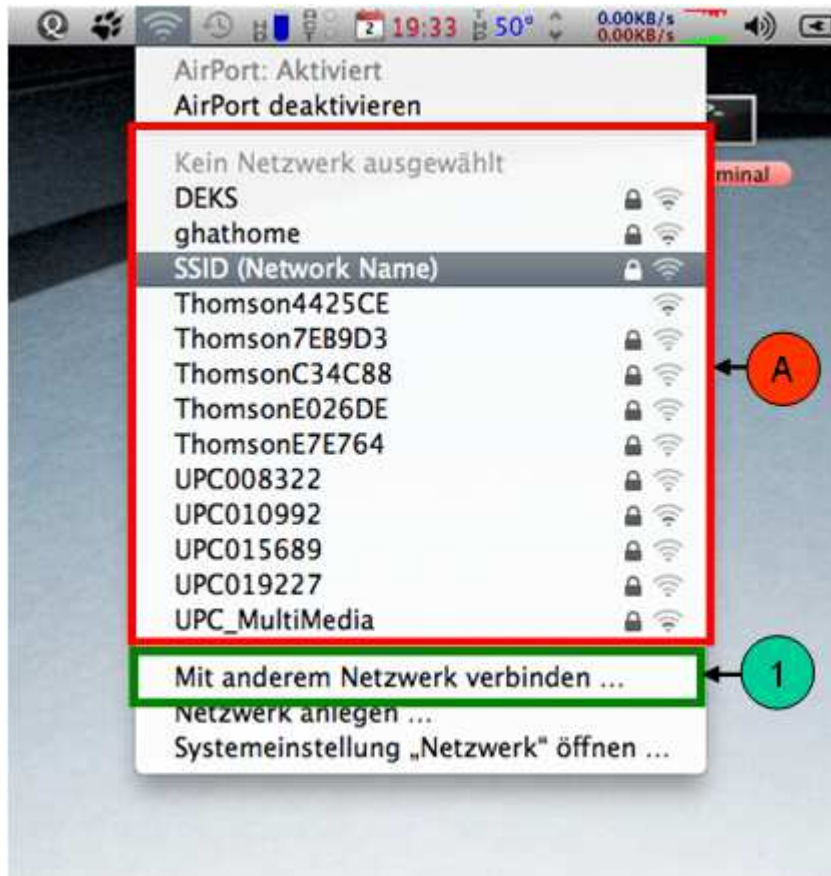 2 19:33 50° 0.00KB/s
0.00KB/s
AirPort: Aktiviert
AirPort deaktivieren
Kein Netzwerk ausgewählt
minal
DEKS
ghathome
SSID (Network Name)
Thomson4425CE
Thomson7EB9D3
ThomsonC34C88
A
ThomsonE026DE
ThomsonE7E764
UPC008322
UPC010992
UPC015689
UPC019227
UPC_MultiMedia
Mit anderem Netzwerk verbinden ...
1
Netzwerk anlegen ...
Systemeinstellung „Netzwerk“ öffnen ...